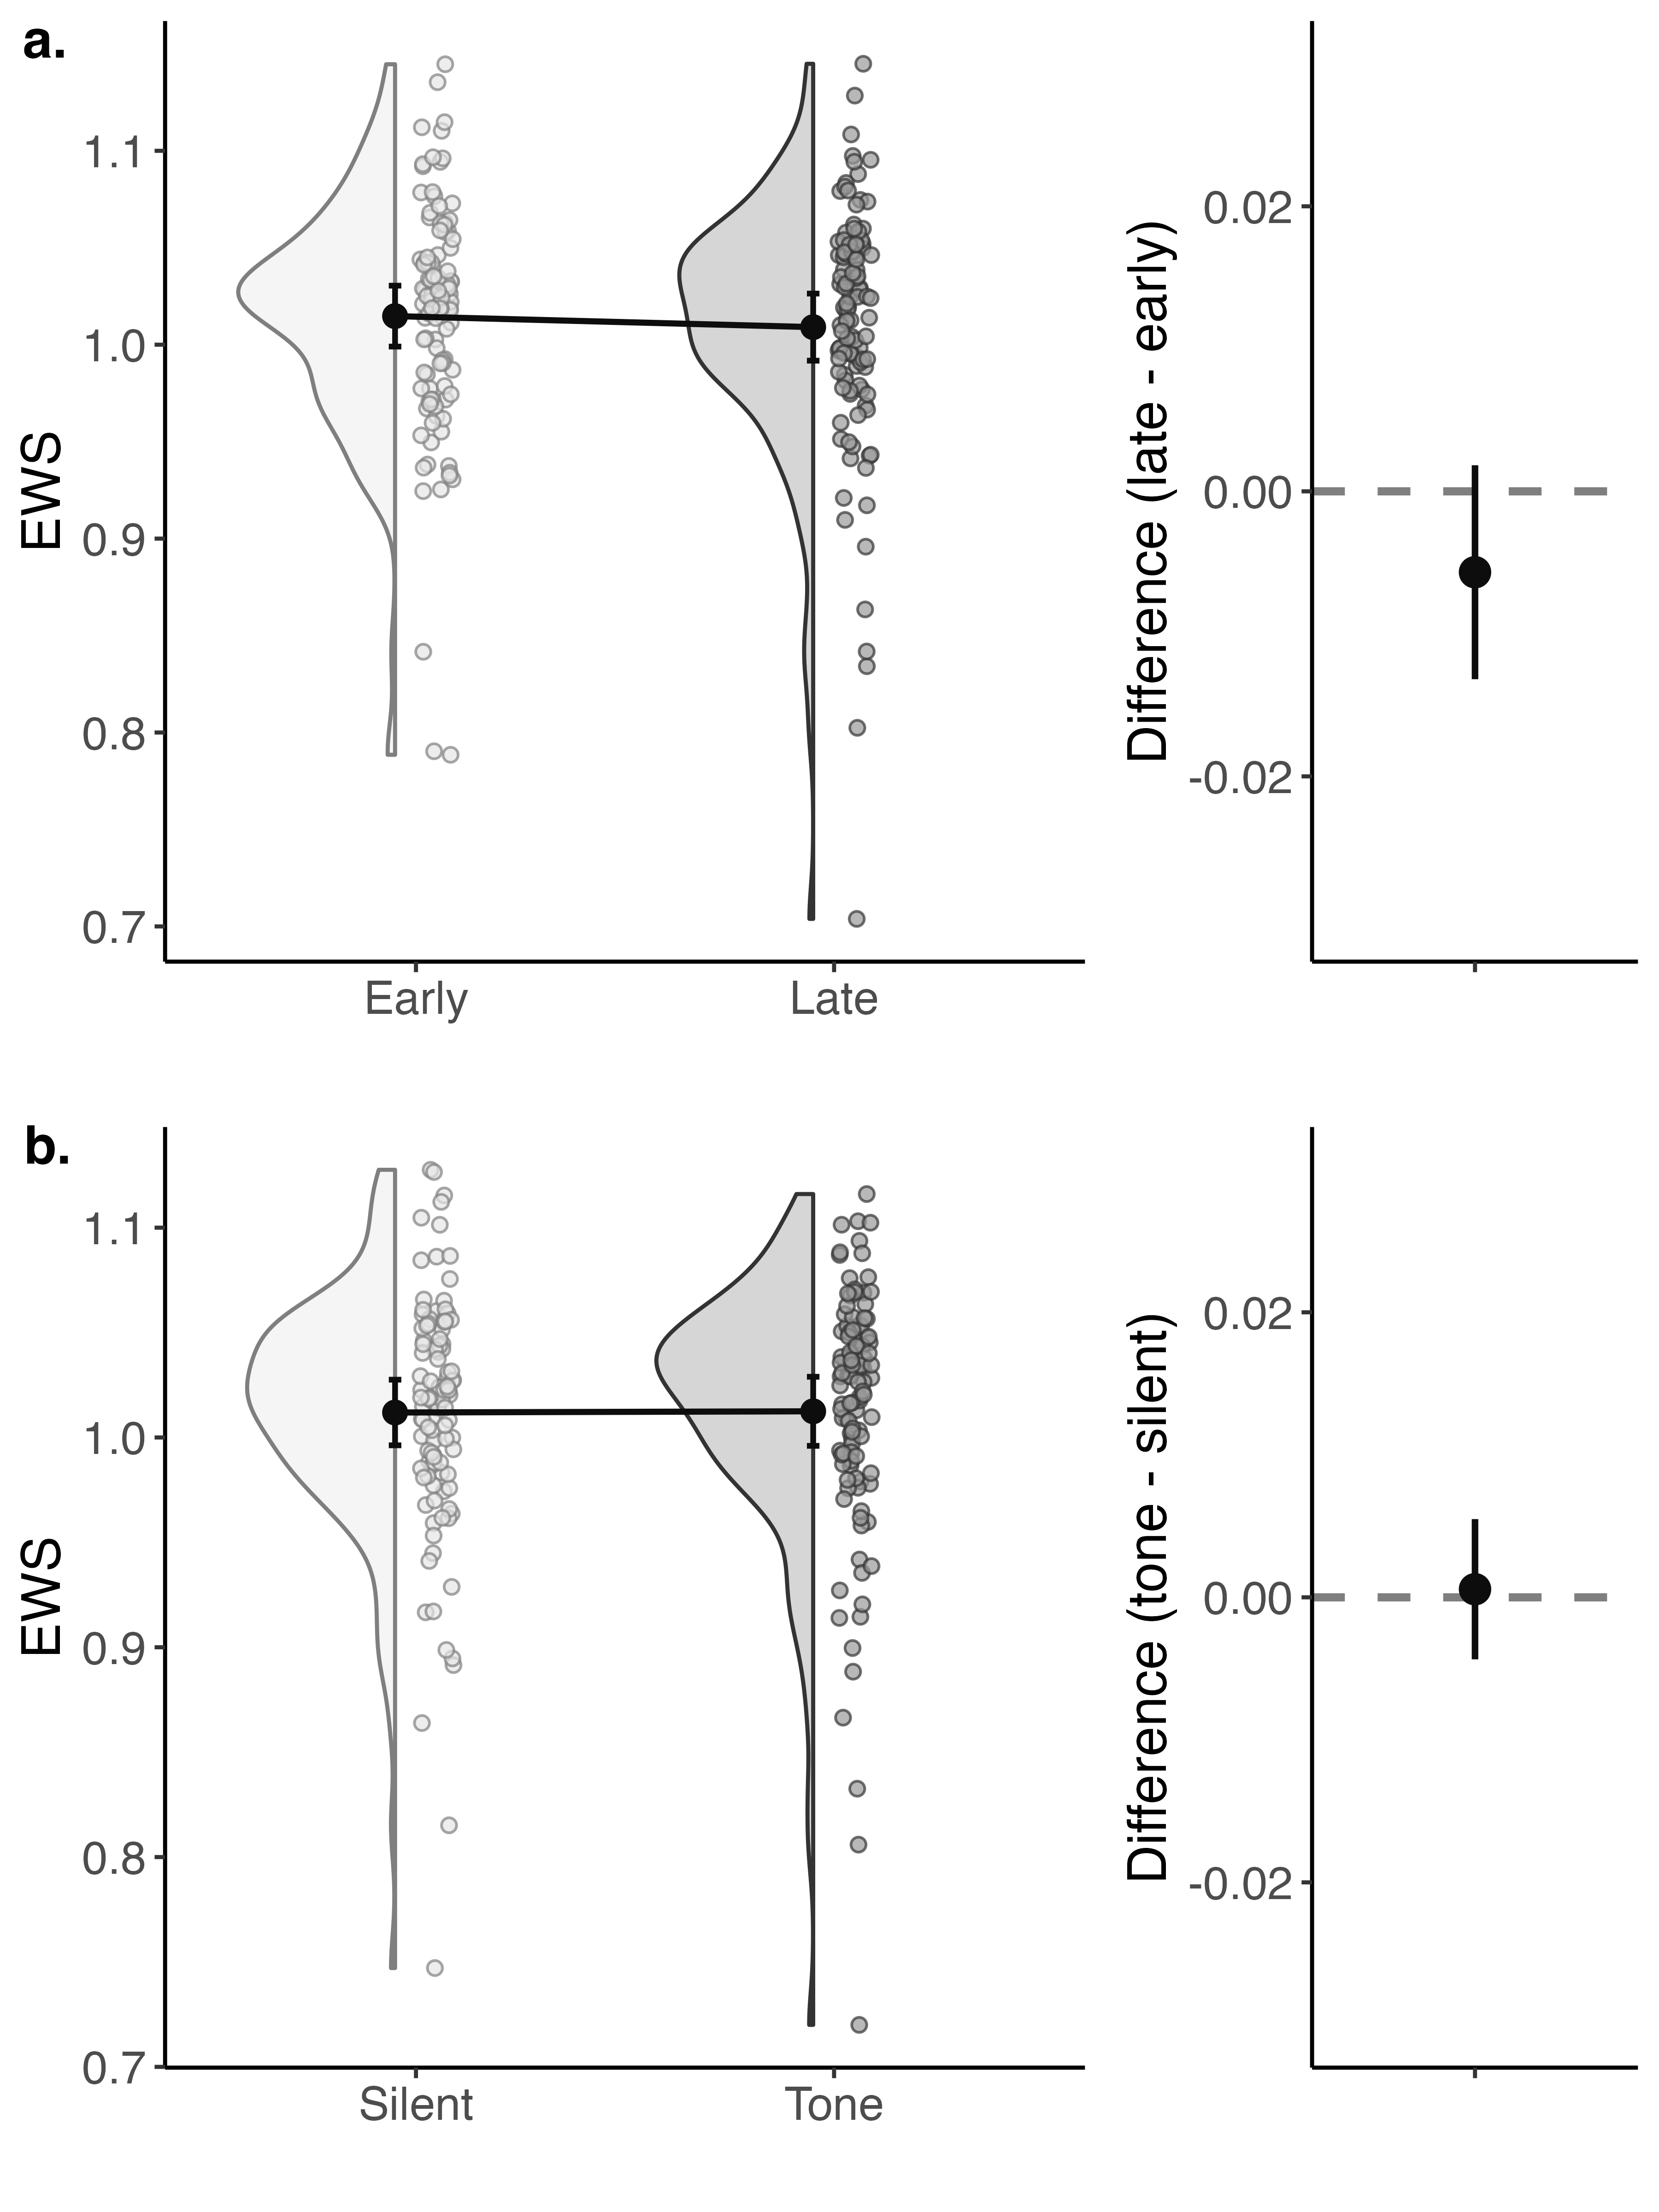 a.
EWS
1.1
1.0
0.9
0.8
0.7
Early
Late
Difference (late - early)
0.02
0.00
-0.02
b.
EWS
1.1
1.0
0.9
0.8
0.7
Silent
Tone
Difference (tone - silent)
0.02
0.00
-0.02